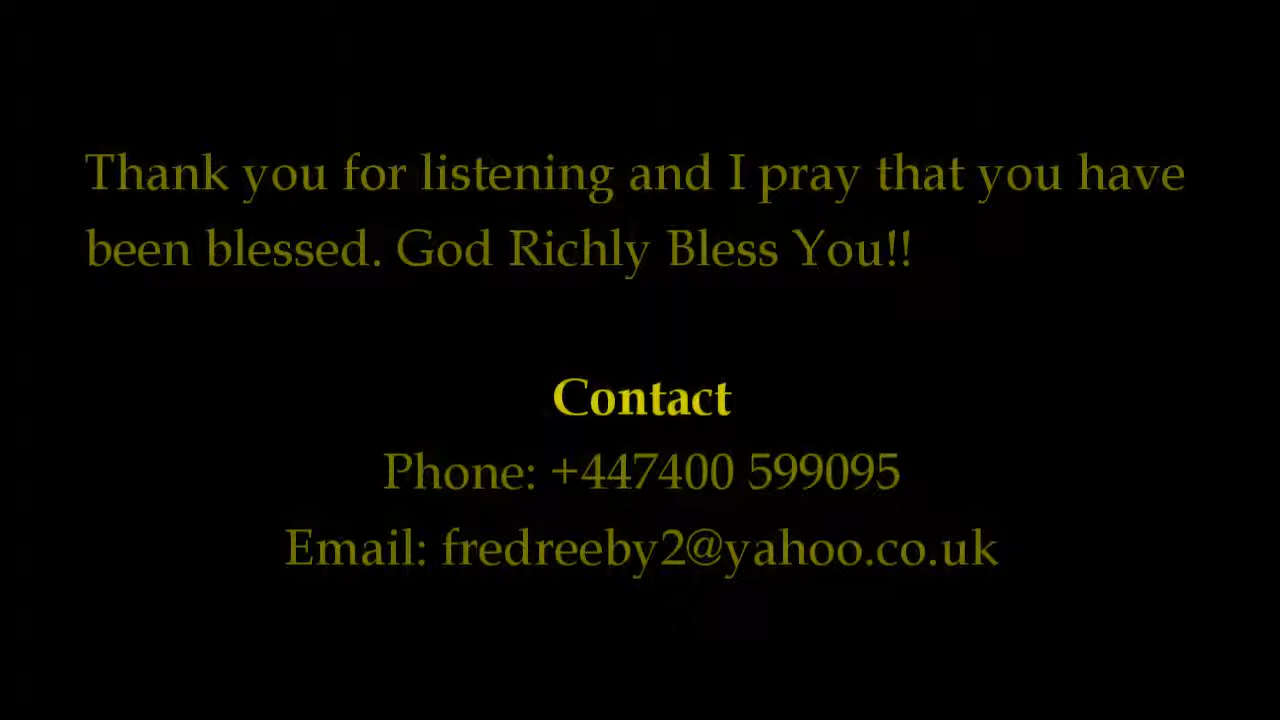 Thank you for listening and I pray that you have
been blessed. God Richly Bless You!!
Contact
Phone: +447400 599095
Email: fredreeby2@yahoo.co.uk